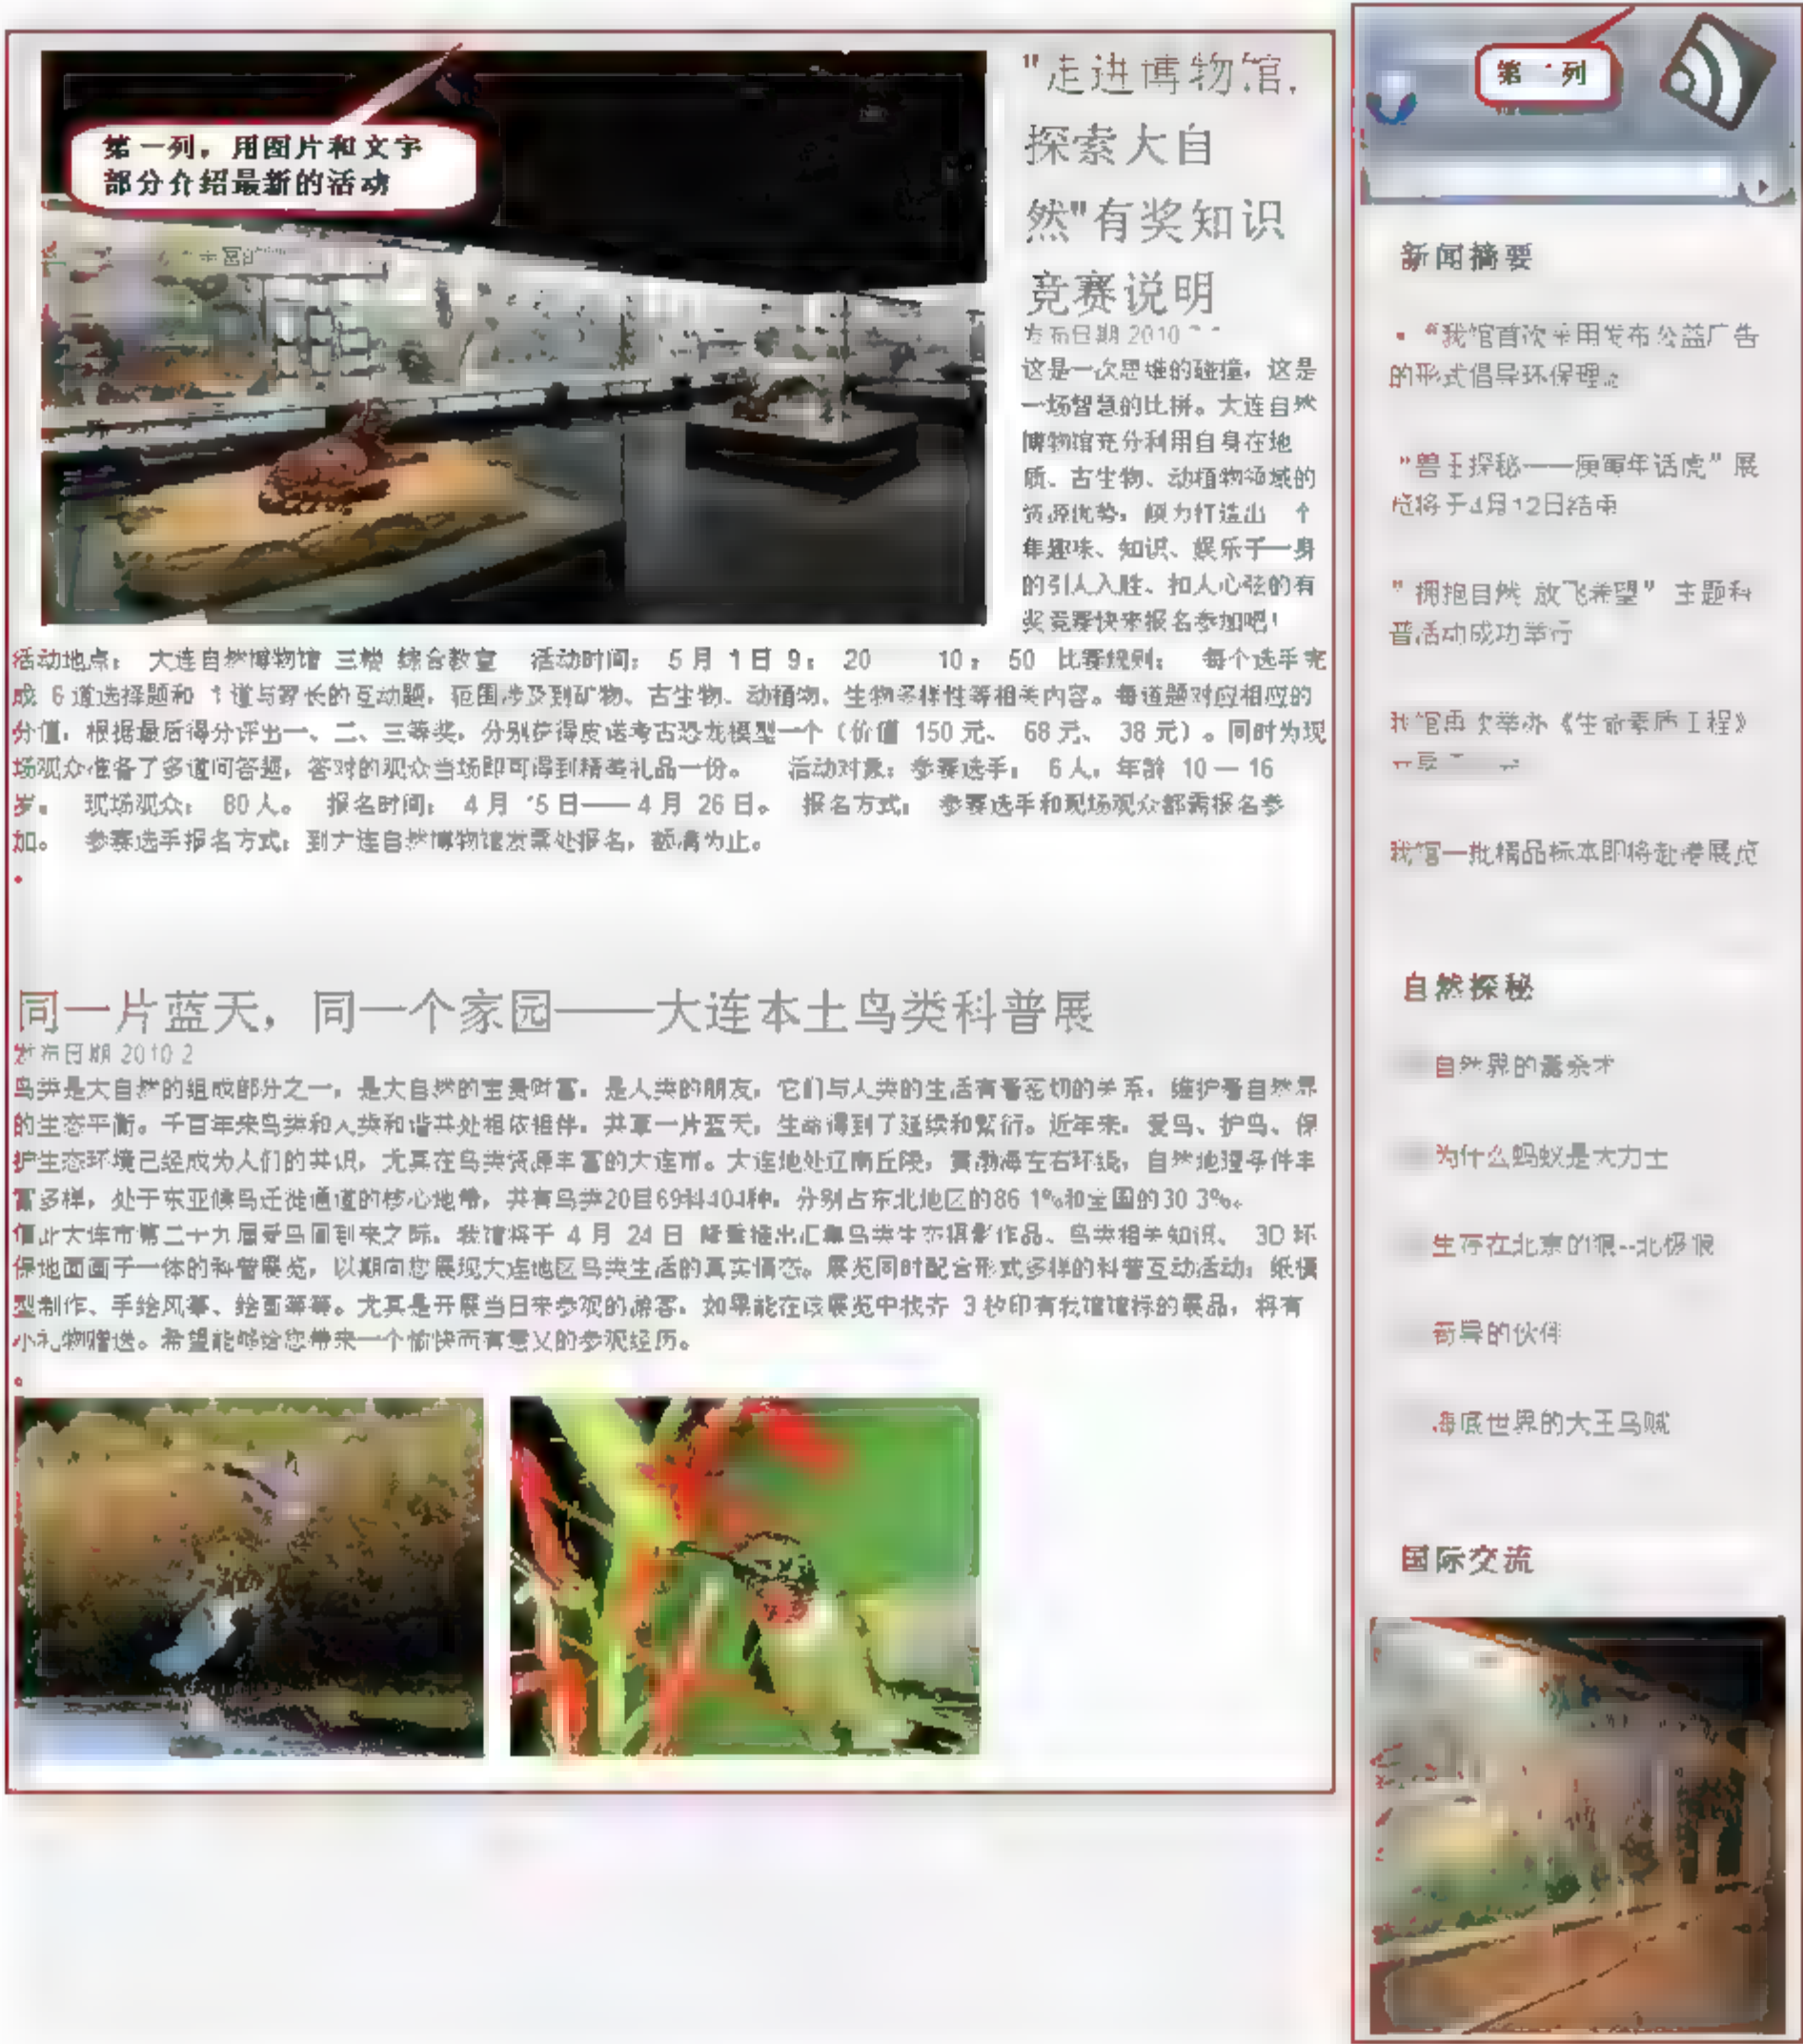 第一列，用图片和文字
部分介绍最新的活动
"走进博物馆，
探索大自
然"有奖知识
竞赛说明
发布日期 2010
这是一次思维的碰撞，这是
一场智慧的比拼。大连自然
博物馆充分利用自身在地
质、古生物、动植物领域的
资源优势，倾力打造出 个
集趣味、知识、娱乐于一身
的引人入胜、扣人心弦的有
奖竞赛快来报名参加吧！
活动地点： 大连自然博物馆 三楼 综合教室 活动时间： 5 月 1 日 9： 20 10： 50 比赛规则： 每个选手完
成 6 道选择题和 1 道与家长的互动题，范围涉及到矿物、古生物、动植物、生物多样性等相关内容。每道题对应相应的
分值，根据最后得分评出一、二、三等奖，分别获得皮诺考古恐龙模型一个（价值 150 元、 68 元、 38 元）。同时为现
场观众准备了多道问答题，答对的观众当场即可得到精美礼品一份。 活动对象：参赛选手： 6 人，年龄 10 — 16
岁。 现场观众： 80 人。 报名时间： 4 月 15 日—— 4 月 26 日。 报名方式： 参赛选手和现场观众都需报名参
加。 参赛选手报名方式：到大连自然博物馆发票处报名，额满为止。
同一片蓝天，同一个家园——大连本土鸟类科普展
发布日期 2010 2
鸟类是大自然的组成部分之一，是大自然的宝贵财富，是人类的朋友，它们与人类的生活有着密切的关系，维护着自然界
的生态平衡。千百年来鸟类和人类和谐共处相依相伴，共享一片蓝天，生命得到了延续和繁衍。近年来，爱鸟、护鸟、保
护生态环境已经成为人们的共识，尤其在鸟类资源丰富的大连市。大连地处辽南丘陵，黄渤海左右环绕，自然地理条件丰
富多样，处于东亚候鸟迁徙通道的核心地带，共有鸟类20目69科404种，分别占东北地区的86 1%和全国的30 3%。
值此大连市第二十九届爱鸟周到来之际，我馆将于 4 月 24 日 隆重推出汇集鸟类生态摄影作品、鸟类相关知识、 3D 环
保地面画于一体的科普展览，以期向您展现大连地区鸟类生活的真实情态。展览同时配合形式多样的科普互动活动：纸模
型制作、手绘风筝、绘画等等。尤其是开展当日来参观的游客，如果能在该展览中找齐 3 枚印有我馆馆标的展品，将有
小礼物赠送。希望能够给您带来一个愉快而有意义的参观经历。
第 列
新闻摘要
“我馆首次采用发布公益广告
的形式倡导环保理念
“兽王探秘——庚寅年话虎”展
览将于4月12日结束
“ 拥抱自然 放飞希望” 主题科
普活动成功举行
我馆再次举办《生命素质工程》
我馆一批精品标本即将赴港展览
自然探秘
自然界的 杀术
为什么蚂蚁是大力士
生存在北京的狼--北极狼
奇异的伙伴
海底世界的大王乌贼
国际交流